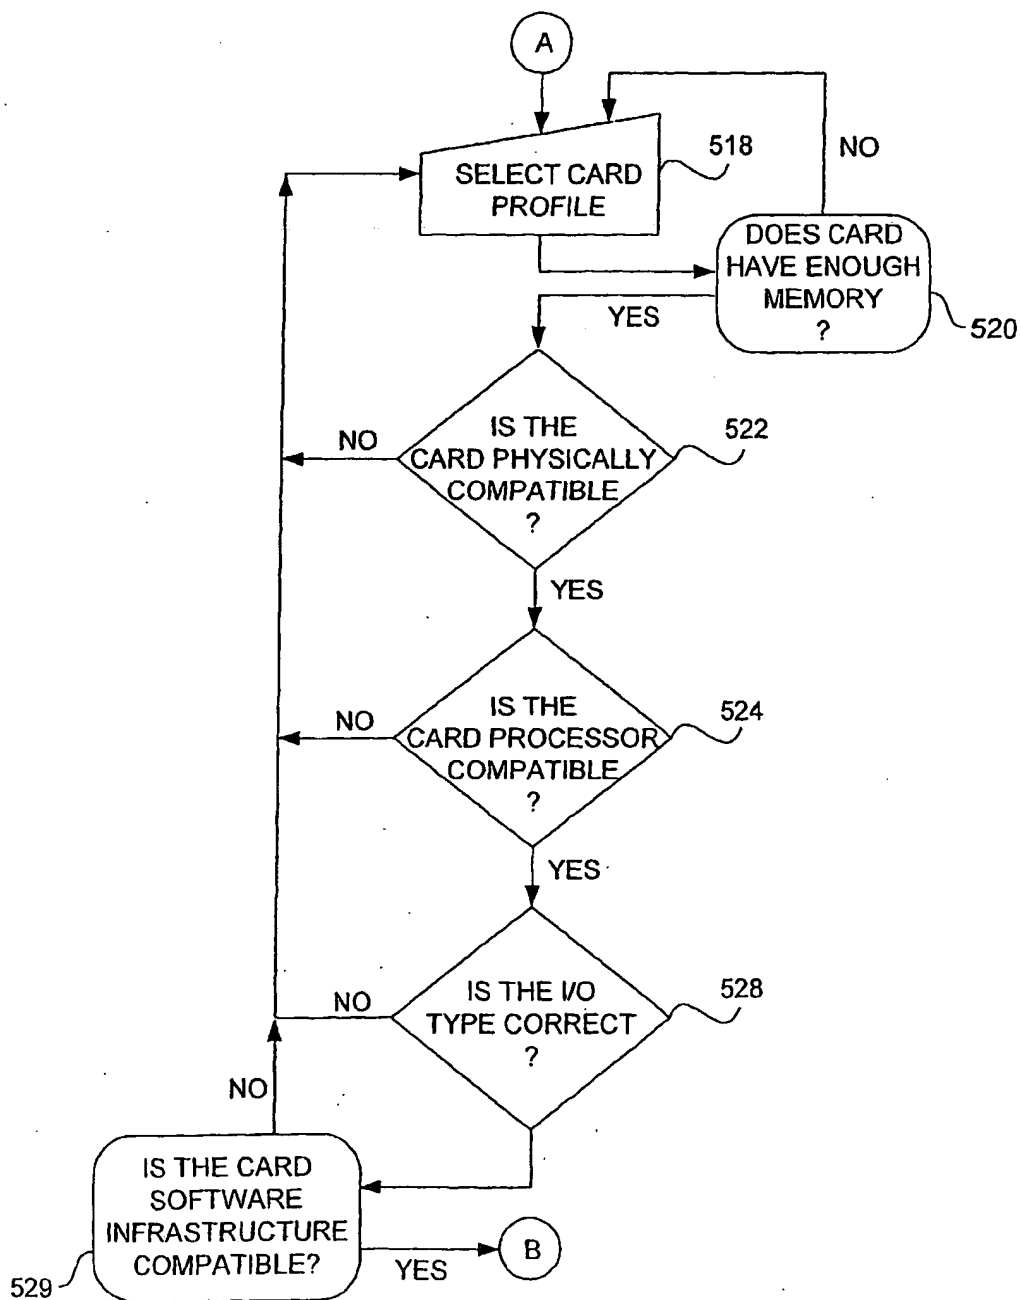 A
SELECT CARD
PROFILE
518
NO
DOES CARD
HAVE ENOUGH
MEMORY
?
520
YES
IS THE
CARD PHYSICALLY
COMPATIBLE
?
522
NO
YES
IS THE
CARD PROCESSOR
COMPATIBLE
?
524
NO
YES
IS THE I/O
TYPE CORRECT
?
528
NO
NO
IS THE CARD
SOFTWARE
INFRASTRUCTURE
COMPATIBLE?
529
YES
B